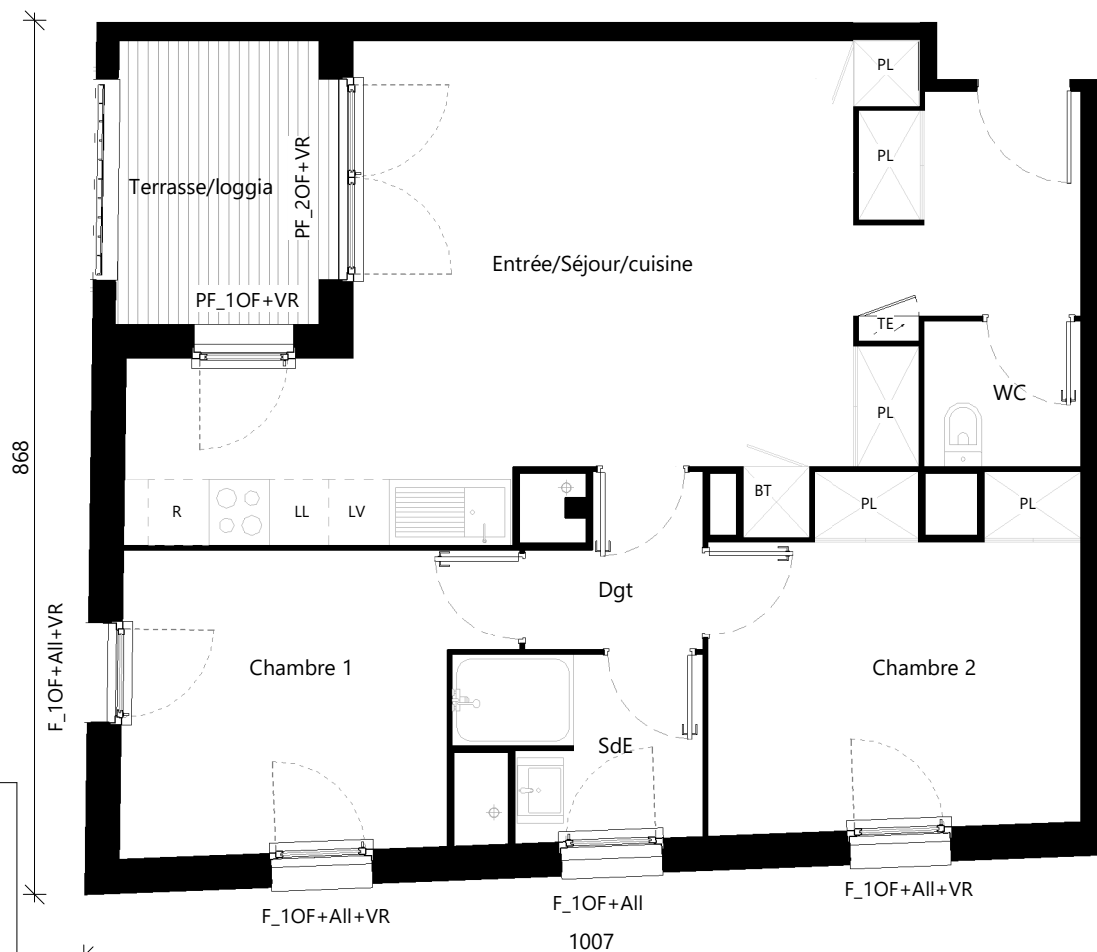 PL
PL
Terrasse/loggia
PF_2OF+VR
Entrée/Séjour/cuisine
PF_1OF+VR
TE
WC
PL
868
R
LL
LV
BT
PL
PL
Dgt
F_1OF+All+VR
Chambre 1
Chambre 2
SdE
F_1OF+All+VR
F_1OF+All
F_1OF+All+VR
1007